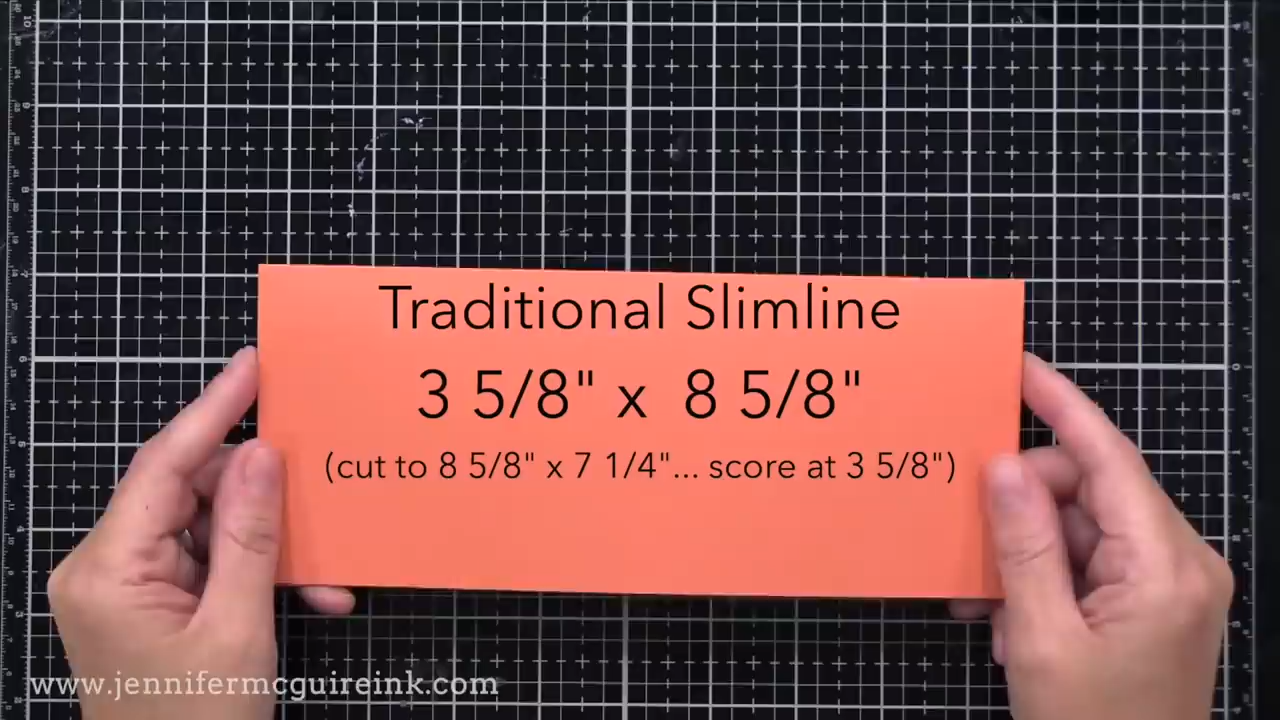 Traditional Slimline
3 5/8" x 8 5/8"
(cut to 8 5/8" x 7 1/4"... score at 3 5/8")
www.jennifermcguireink.com